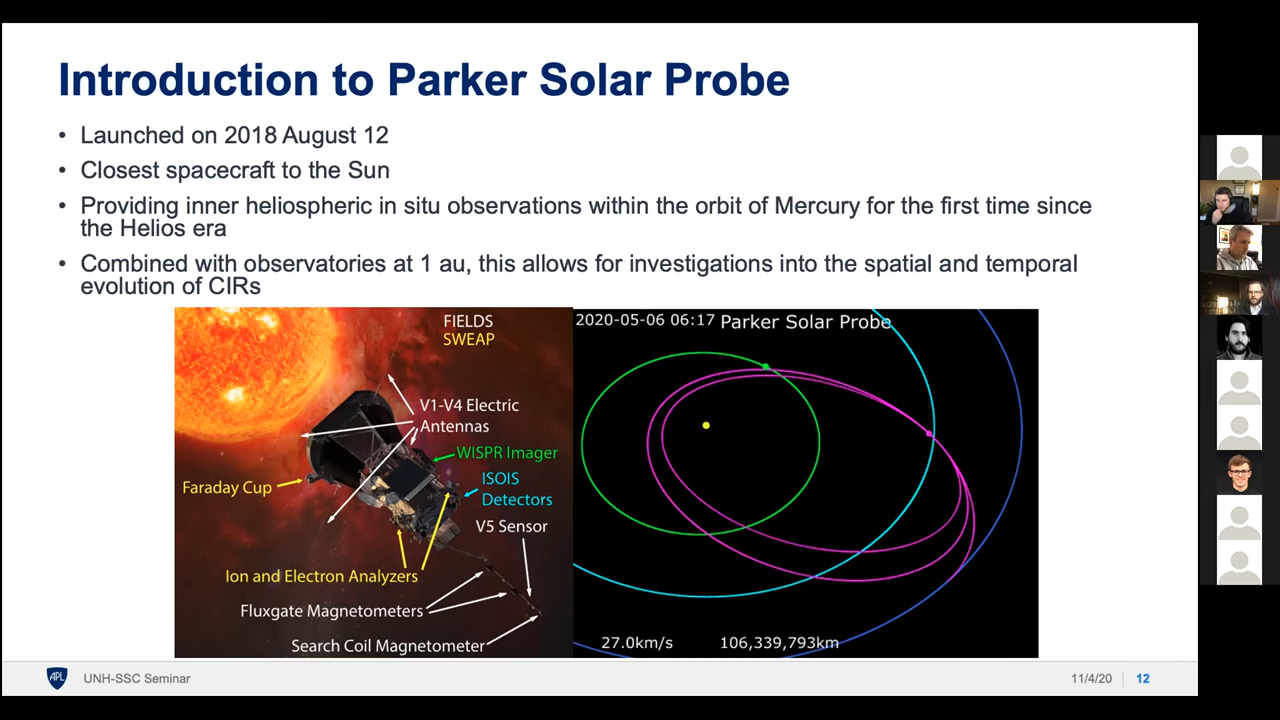 Introduction to Parker Solar Probe
• Launched on 2018 August 12
• Closest spacecraft to the Sun
• Providing inner heliospheric in situ observations within the orbit of Mercury for the first time since
the Helios era
• Combined with observatories at 1 au, this allows for investigations into the spatial and temporal
evolution of CIRs
FIELDS
SWEAP
V1-V4 Electric
Antennas
WISPR Imager
ISOIS
Detectors
Faraday Cup
V5 Sensor
Ion and Electron Analyzers
Fluxgate Magnetometers
Search Coil Magnetometer
2020-05-06 06:17 Parker Solar Probe
27.0km/s 106,339,793km
APL
UNH-SSC Seminar
11/4/20
12